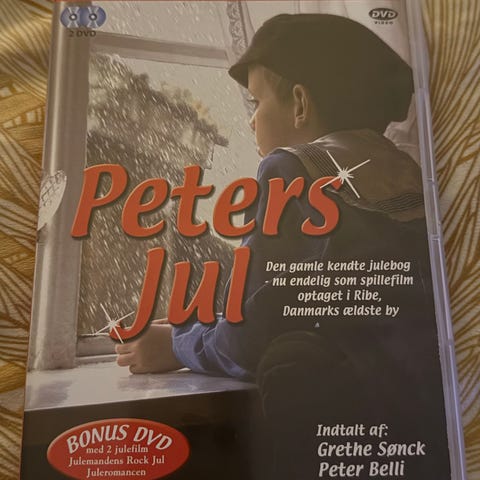 2 DVD
DVD
VIDEO
Peters
Jul
Den gamle kendte julebog
- nu endelig som spillefilm
optaget i Ribe,
Danmarks ældste by
BONUS DVD
med 2 julefilm
Julemandens Rock Jul
Juleromancen
Indtalt af:
Grethe Sønck
Peter Belli